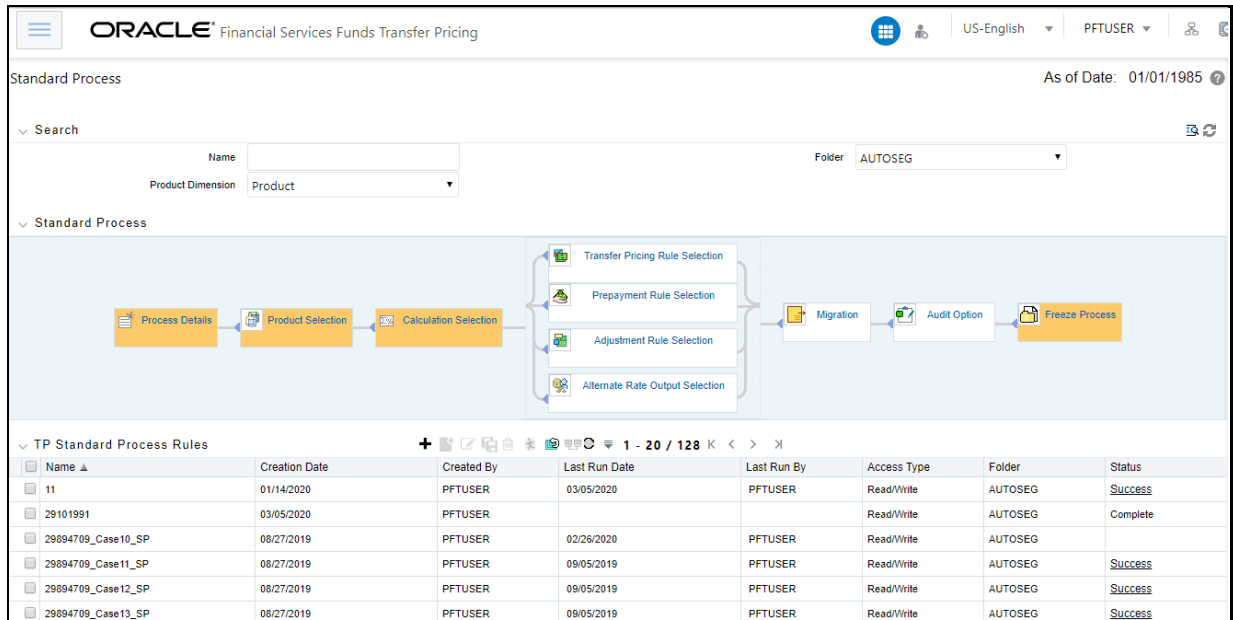 ORACLE Financial Services Funds Transfer Pricing US-English PFTUSER
Standard Process As of Date: 01/01/1985
Search
Name Folder AUTOSEG
Product Dimension Product
Standard Process
Transfer Pricing Rule Selection
Prepayment Rule Selection
Process Details Product Selection Calculation Selection Migration Audit Option Freeze Process
Adjustment Rule Selection
Alternate Rate Output Selection
TP Standard Process Rules 1 - 20 / 128
Name Creation Date Created By Last Run Date Last Run By Access Type Folder Status
11 01/14/2020 PFTUSER 03/05/2020 PFTUSER Read/Write AUTOSEG Success
29101991 03/05/2020 PFTUSER Read/Write AUTOSEG Complete
29894709_Case10_SP 08/27/2019 PFTUSER 02/26/2020 PFTUSER Read/Write AUTOSEG
29894709_Case11_SP 08/27/2019 PFTUSER 09/05/2019 PFTUSER Read/Write AUTOSEG Success
29894709_Case12_SP 08/27/2019 PFTUSER 09/05/2019 PFTUSER Read/Write AUTOSEG Success
29894709_Case13_SP 08/27/2019 PFTUSER 09/05/2019 PFTUSER Read/Write AUTOSEG Success